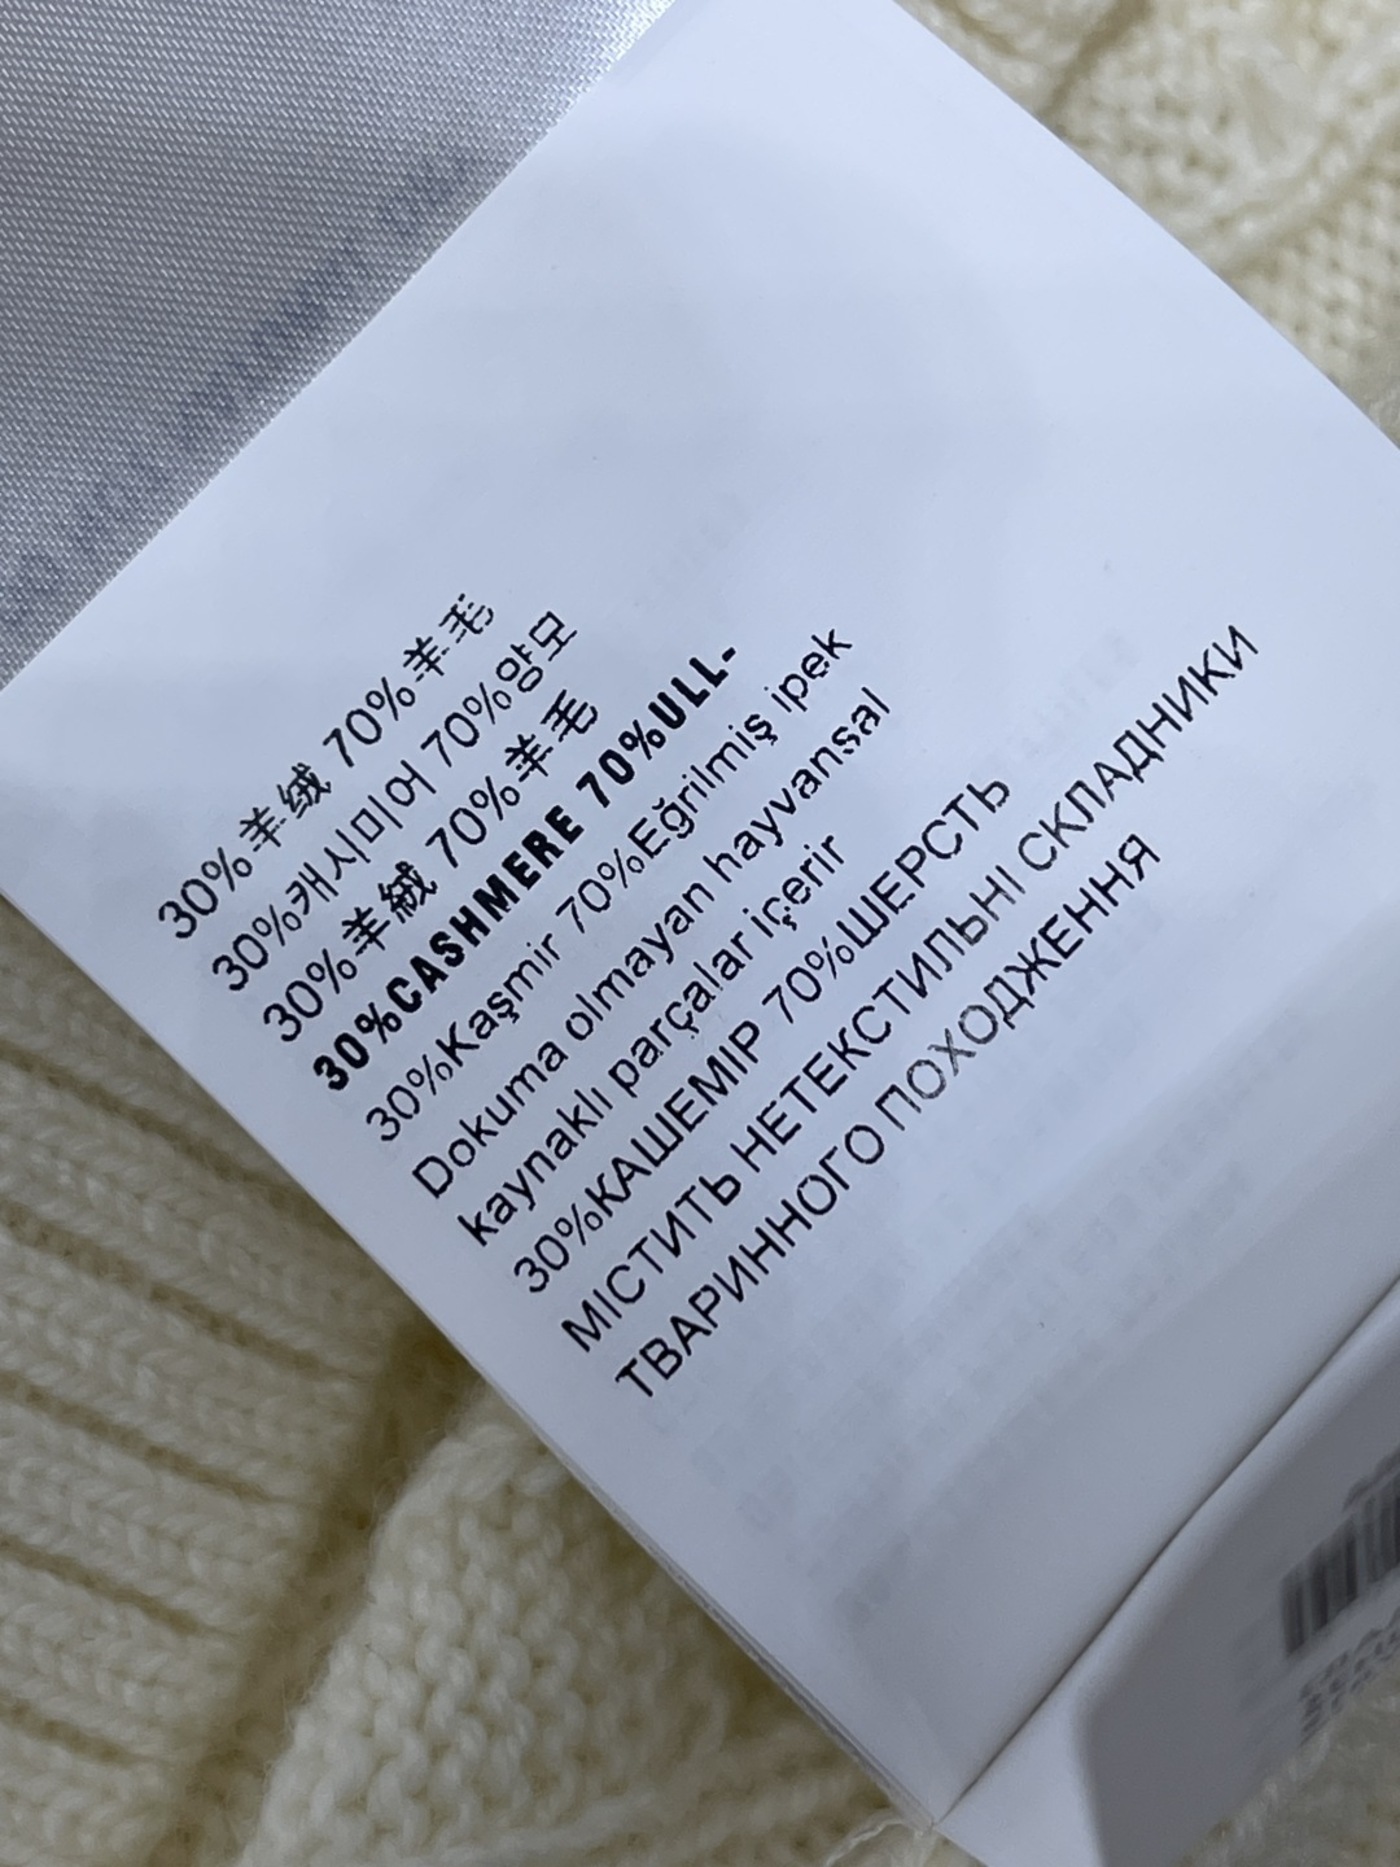 30%羊绒 70%羊毛
30%캐시미어 70%양모
30%羊絨 70%羊毛
30%CASHMERE 70%ULL-
30%Kaşmir 70%Eğrilmiş ipek
Dokuma olmayan hayvansal
kaynaklı parçalar içerir
30%КАШЕМІР 70%ШЕРСТЬ
МІСТИТЬ НЕТЕКСТИЛЬНІ СКЛАДНИКИ
ТВАРИННОГО ПОХОДЖЕННЯ